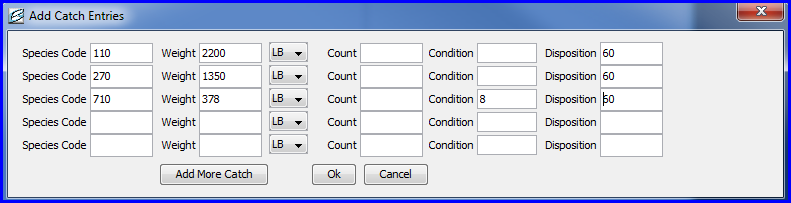 Add Catch Entries
Species Code 110 Weight 2200 LB Count Condition Disposition 60
Species Code 270 Weight 1350 LB Count Condition Disposition 60
Species Code 710 Weight 378 LB Count Condition 8 Disposition 60
Species Code Weight LB Count Condition Disposition
Species Code Weight LB Count Condition Disposition
Add More Catch Ok Cancel